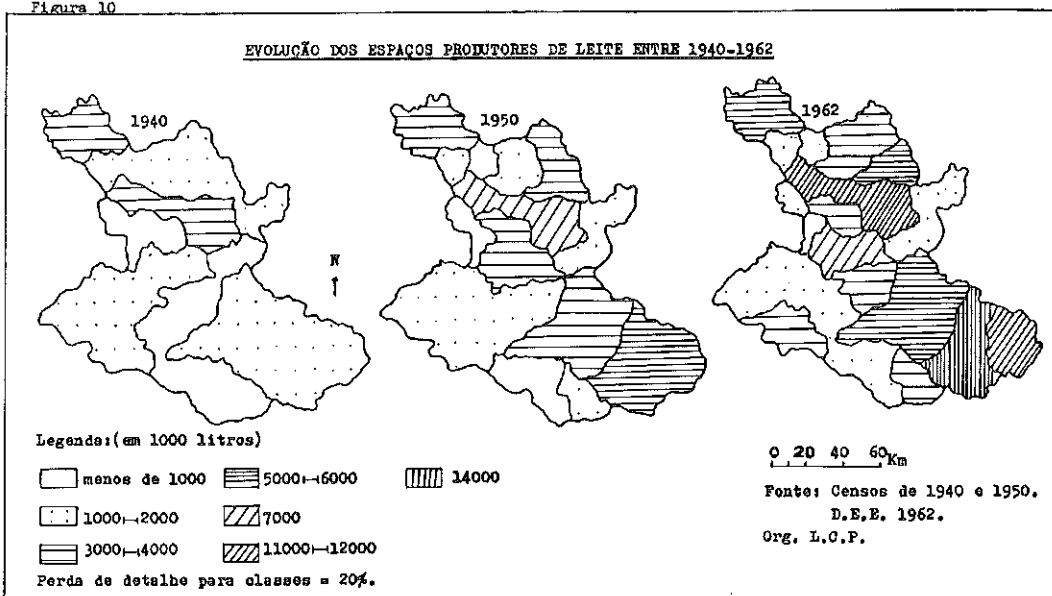 Figura 10
EVOLUÇÃO DOS ESPAÇOS PRODUTORES DE LEITE ENTRE 1940-1962
1940
1950
1962
N
Legenda:(em 1000 litros)
menos de 1000
5000⊢⊣6000
14000
1000⊢⊣2000
7000
3000⊢⊣4000
11000⊢⊣12000
Perda de detalhe para classes = 20%.
0 20 40 60 Km
Fonte: Censos de 1940 e 1950.
D.E.E. 1962.
Org. L.C.P.